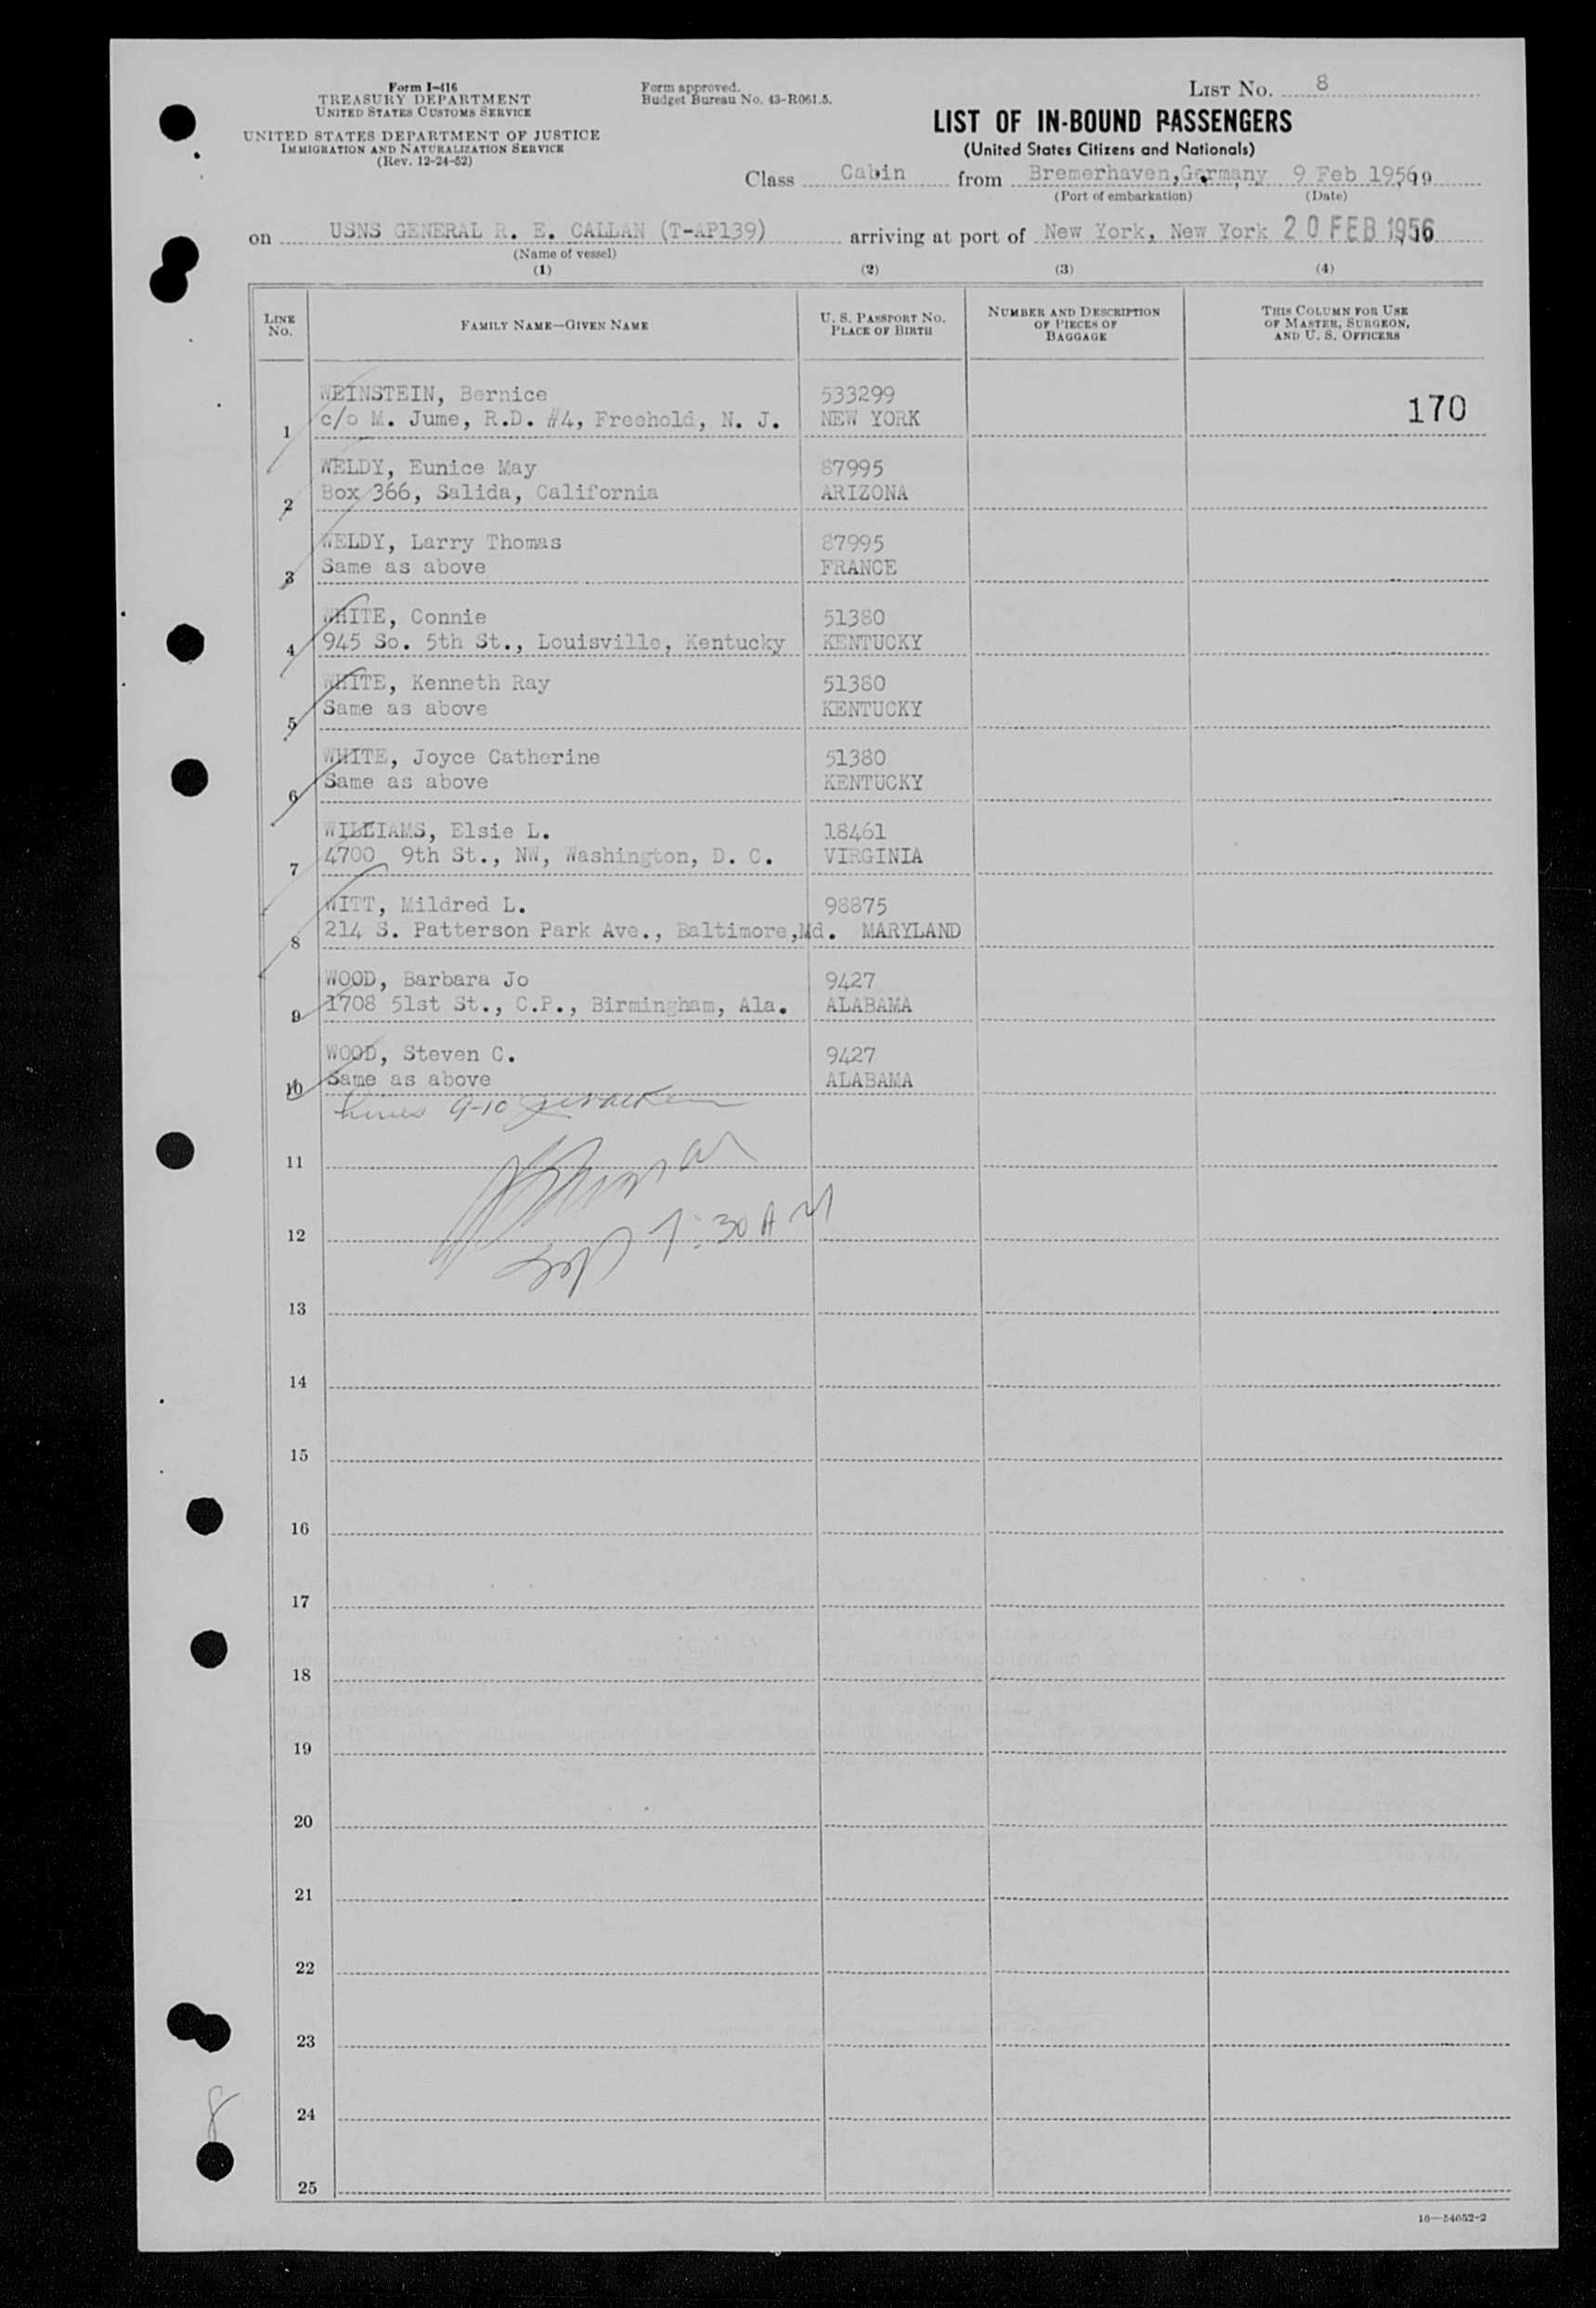 Form I-416
TREASURY DEPARTMENT
UNITED STATES CUSTOMS SERVICE
UNITED STATES DEPARTMENT OF JUSTICE
IMMIGRATION AND NATURALIZATION SERVICE
(Rev. 12-24-52)
Form approved.
Budget Bureau No. 43-R061.5.
LIST NO. 8
LIST OF IN-BOUND PASSENGERS
(United States Citizens and Nationals)
Class Cabin from Bremerhaven, Germany 9 Feb 1956, 19
(Port of embarkation) (Date)
on USNS GENERAL R. E. CALLAN (T-AP139) arriving at port of New York, New York 20 FEB 1956
(Name of vessel)
(1) (2) (3) (4)
LINE NO. FAMILY NAME—GIVEN NAME U. S. PASSPORT NO. PLACE OF BIRTH NUMBER AND DESCRIPTION OF PIECES OF BAGGAGE THIS COLUMN FOR USE OF MASTER, SURGEON, AND U. S. OFFICERS
WEINSTEIN, Bernice 533299
1 c/o M. Jume, R.D. #4, Freehold, N. J. NEW YORK 170
WELDY, Eunice May 87995
2 Box 366, Salida, California ARIZONA
WELDY, Larry Thomas 87995
3 Same as above FRANCE
WHITE, Connie 51380
4 945 So. 5th St., Louisville, Kentucky KENTUCKY
WHITE, Kenneth Ray 51380
5 Same as above KENTUCKY
WHITE, Joyce Catherine 51380
6 Same as above KENTUCKY
WILLIAMS, Elsie L. 18461
7 4700 9th St., NW, Washington, D. C. VIRGINIA
WITT, Mildred L. 98875
8 214 S. Patterson Park Ave., Baltimore,Md. MARYLAND
WOOD, Barbara Jo 9427
9 1708 51st St., C.P., Birmingham, Ala. ALABAMA
WOOD, Steven C. 9427
10 Same as above ALABAMA
Lines 9-10
11
7:30 AM
12
13
14
15
16
17
18
19
20
21
22
23
24
8
25
16—54052-2